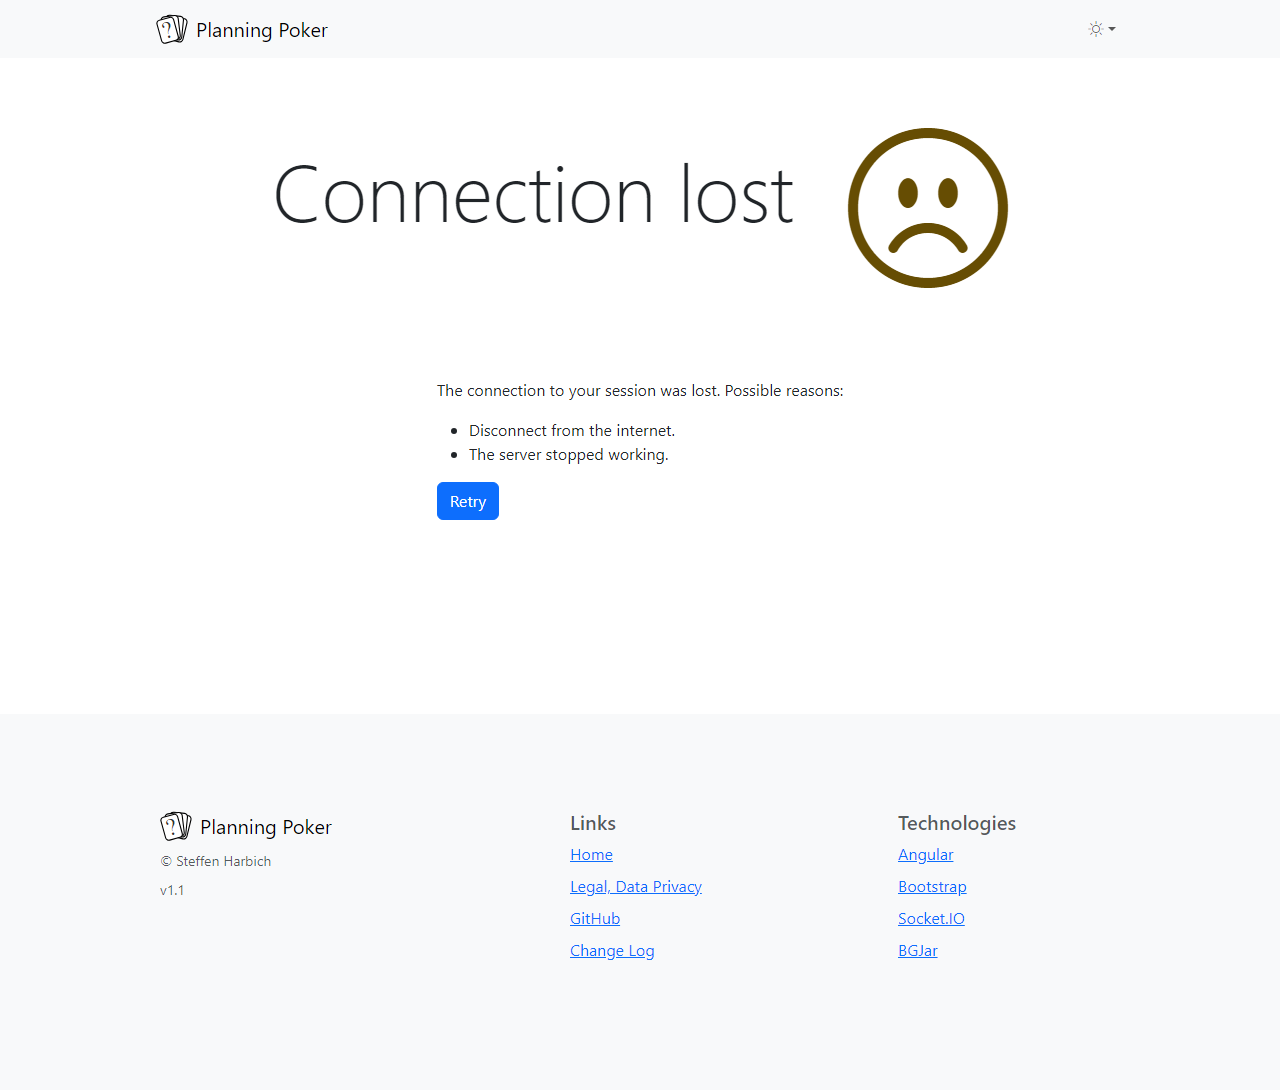 ? Planning Poker
Connection lost
The connection to your session was lost. Possible reasons:
Disconnect from the internet.
The server stopped working.
Retry
? Planning Poker
© Steffen Harbich
v1.1
Links
Home
Legal, Data Privacy
GitHub
Change Log
Technologies
Angular
Bootstrap
Socket.IO
BGJar